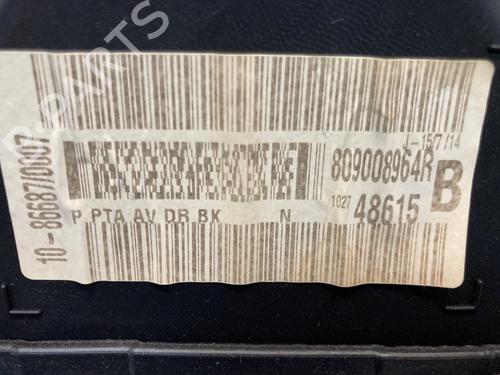 10-86687/0007
J-15/7/14
809008964R
1027
48615
B
P PTA AV DR BK N
B-PARTS